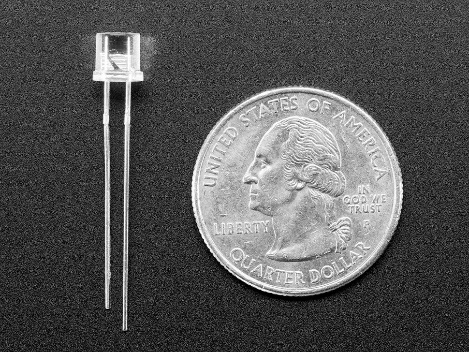 UNITED STATES OF AMERICA
LIBERTY
IN
GOD WE
TRUST
QUARTER DOLLAR